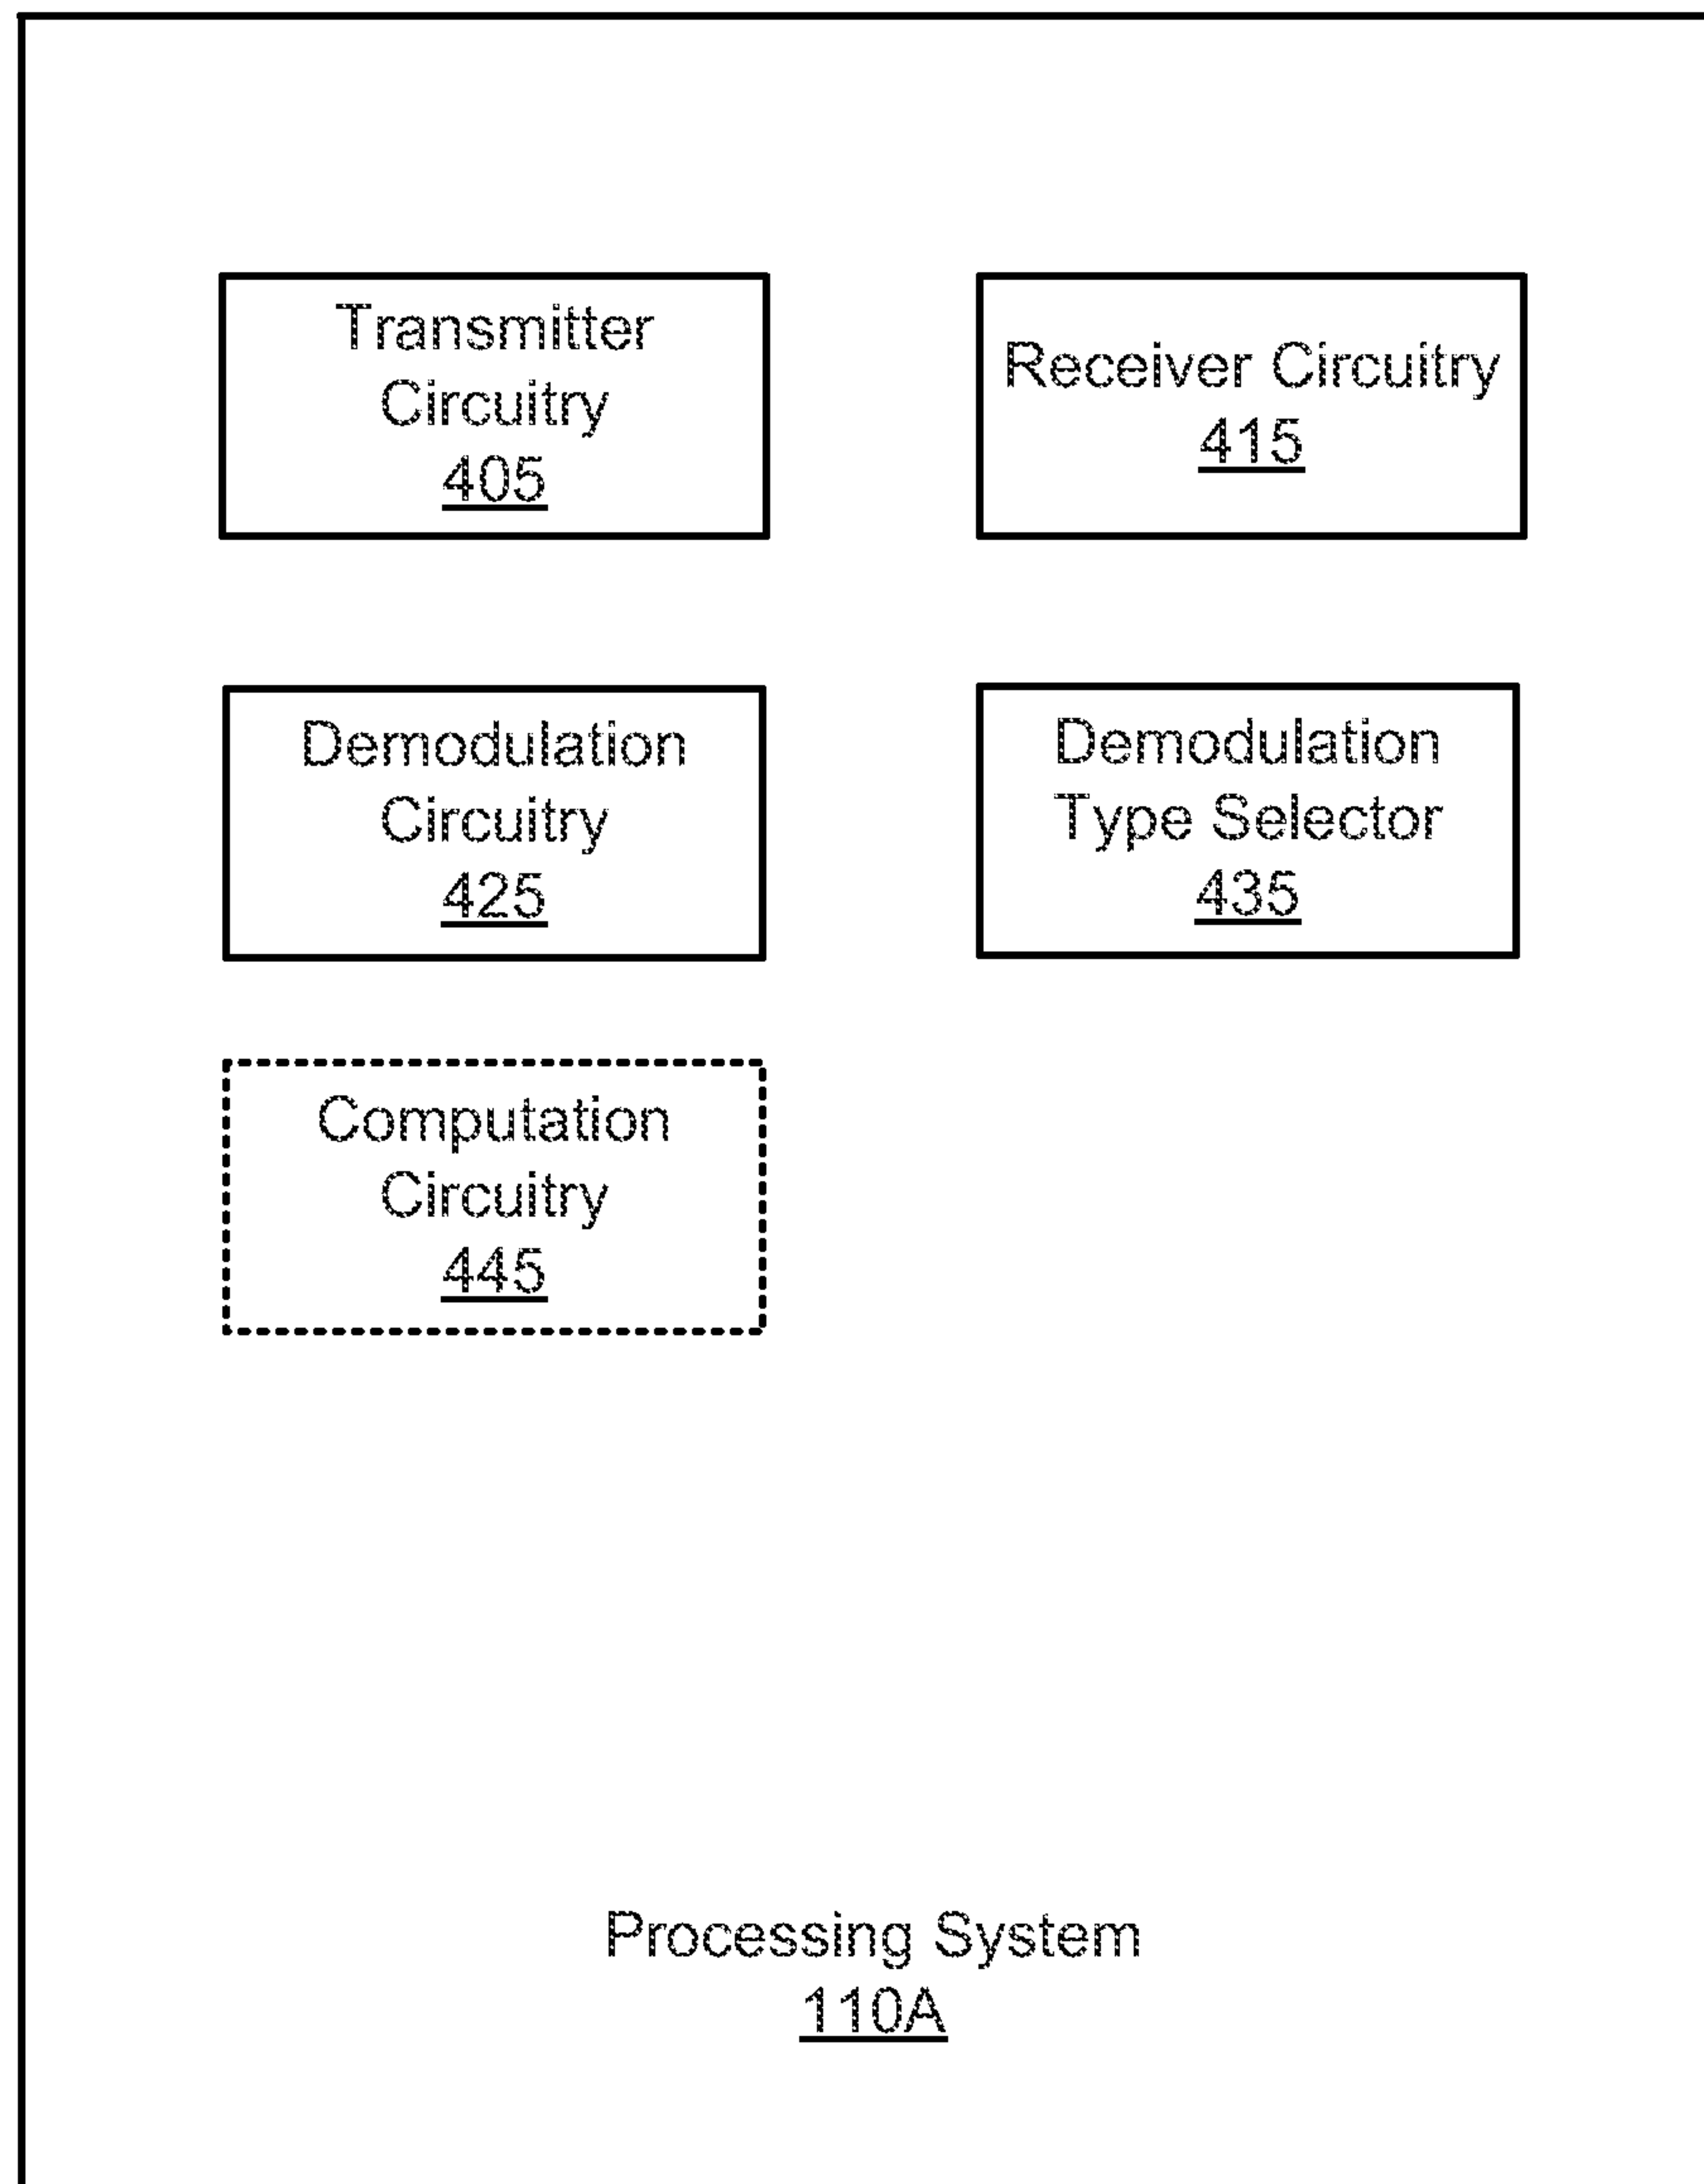 Transmitter
Circuitry
405
Receiver Circuitry
415
Demodulation
Circuitry
425
Demodulation
Type Selector
435
Computation
Circuitry
445
Processing System
110A